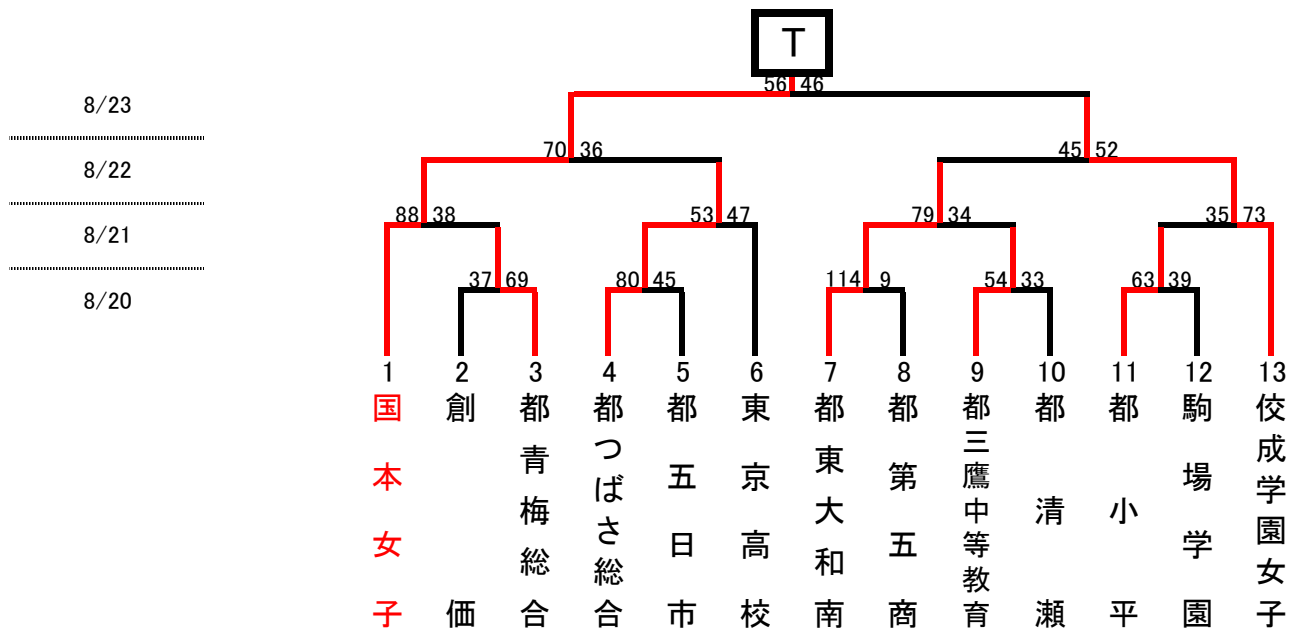 T
56 46
8/23
70 36
45 52
8/22
88 38
53 47
79 34
35 73
8/21
37 69
80 45
114 9
54 33
63 39
8/20
1 2 3 4 5 6 7 8 9 10 11 12 13
国本女子
創価
都青梅総合
都つばさ総合
都五日市
東京高校
都東大和南
都第五商
都三鷹中等教育
都清瀬
都小平
駒場学園
佼成学園女子